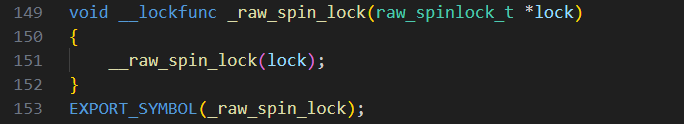 149 void __lockfunc _raw_spin_lock(raw_spinlock_t *lock)
150 {
151     __raw_spin_lock(lock);
152 }
153 EXPORT_SYMBOL(_raw_spin_lock);